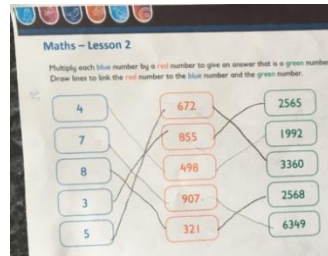 Maths – Lesson 2
Multiply each blue number by a red number to give an answer that is a green number
Draw lines to link the red number to the blue number and the green number.
4 672 2565
7 855 1992
8 498 3360
3 907 2568
5 321 6349